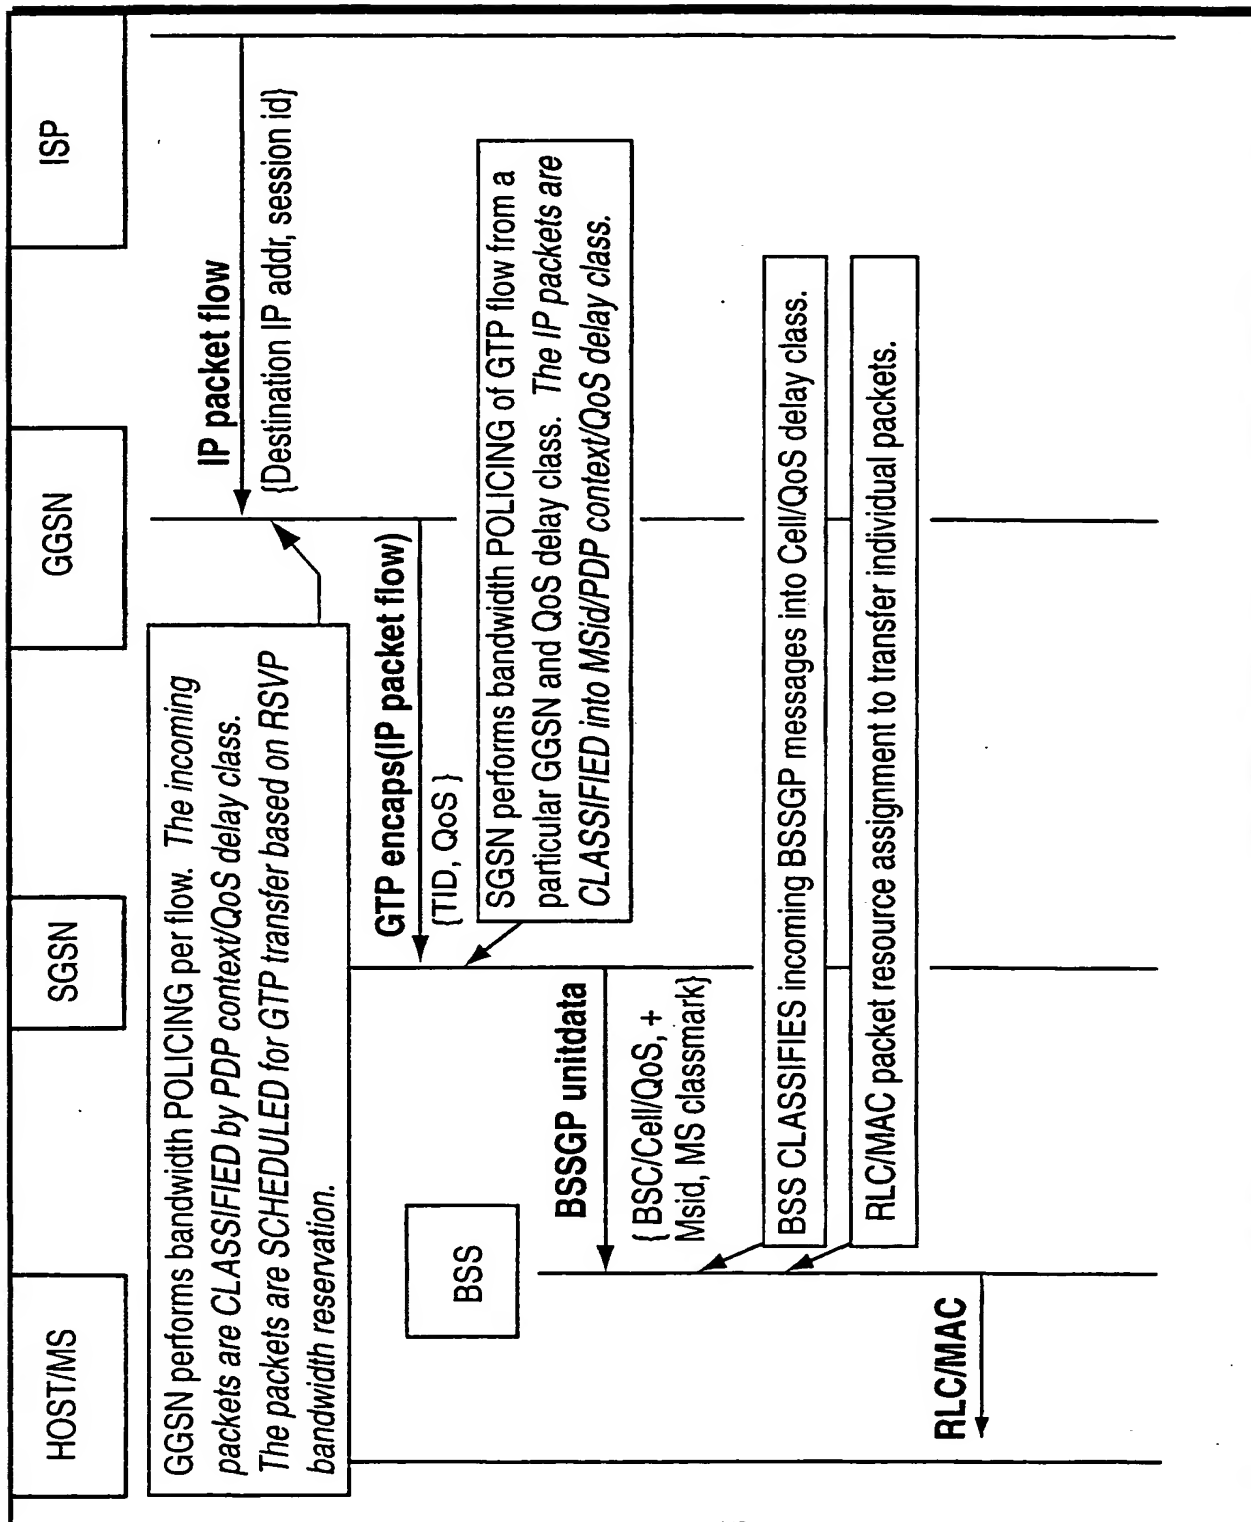 HOST/MS
SGSN
GGSN
ISP
GGSN performs bandwidth POLICING per flow. The incoming
packets are CLASSIFIED by PDP context/QoS delay class.
The packets are SCHEDULED for GTP transfer based on RSVP
bandwidth reservation.
IP packet flow
{Destination IP addr, session id}
GTP encaps(IP packet flow)
{TID, QoS }
SGSN performs bandwidth POLICING of GTP flow from a
particular GGSN and QoS delay class. The IP packets are
CLASSIFIED into MSid/PDP context/QoS delay class.
BSS
BSSGP unitdata
{ BSC/Cell/QoS, +
Msid, MS classmark}
BSS CLASSIFIES incoming BSSGP messages into Cell/QoS delay class.
RLC/MAC packet resource assignment to transfer individual packets.
RLC/MAC